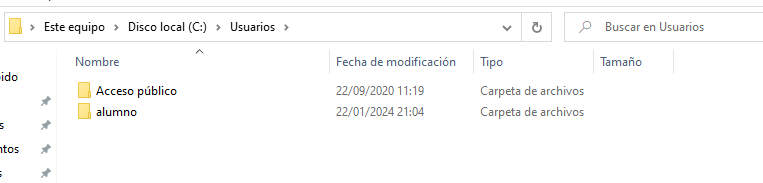 Este equipo > Disco local (C:) > Usuarios >
Buscar en Usuarios
Nombre Fecha de modificación Tipo Tamaño
pido
Acceso público 22/09/2020 11:19 Carpeta de archivos
alumno 22/01/2024 21:04 Carpeta de archivos
s
ntos
s